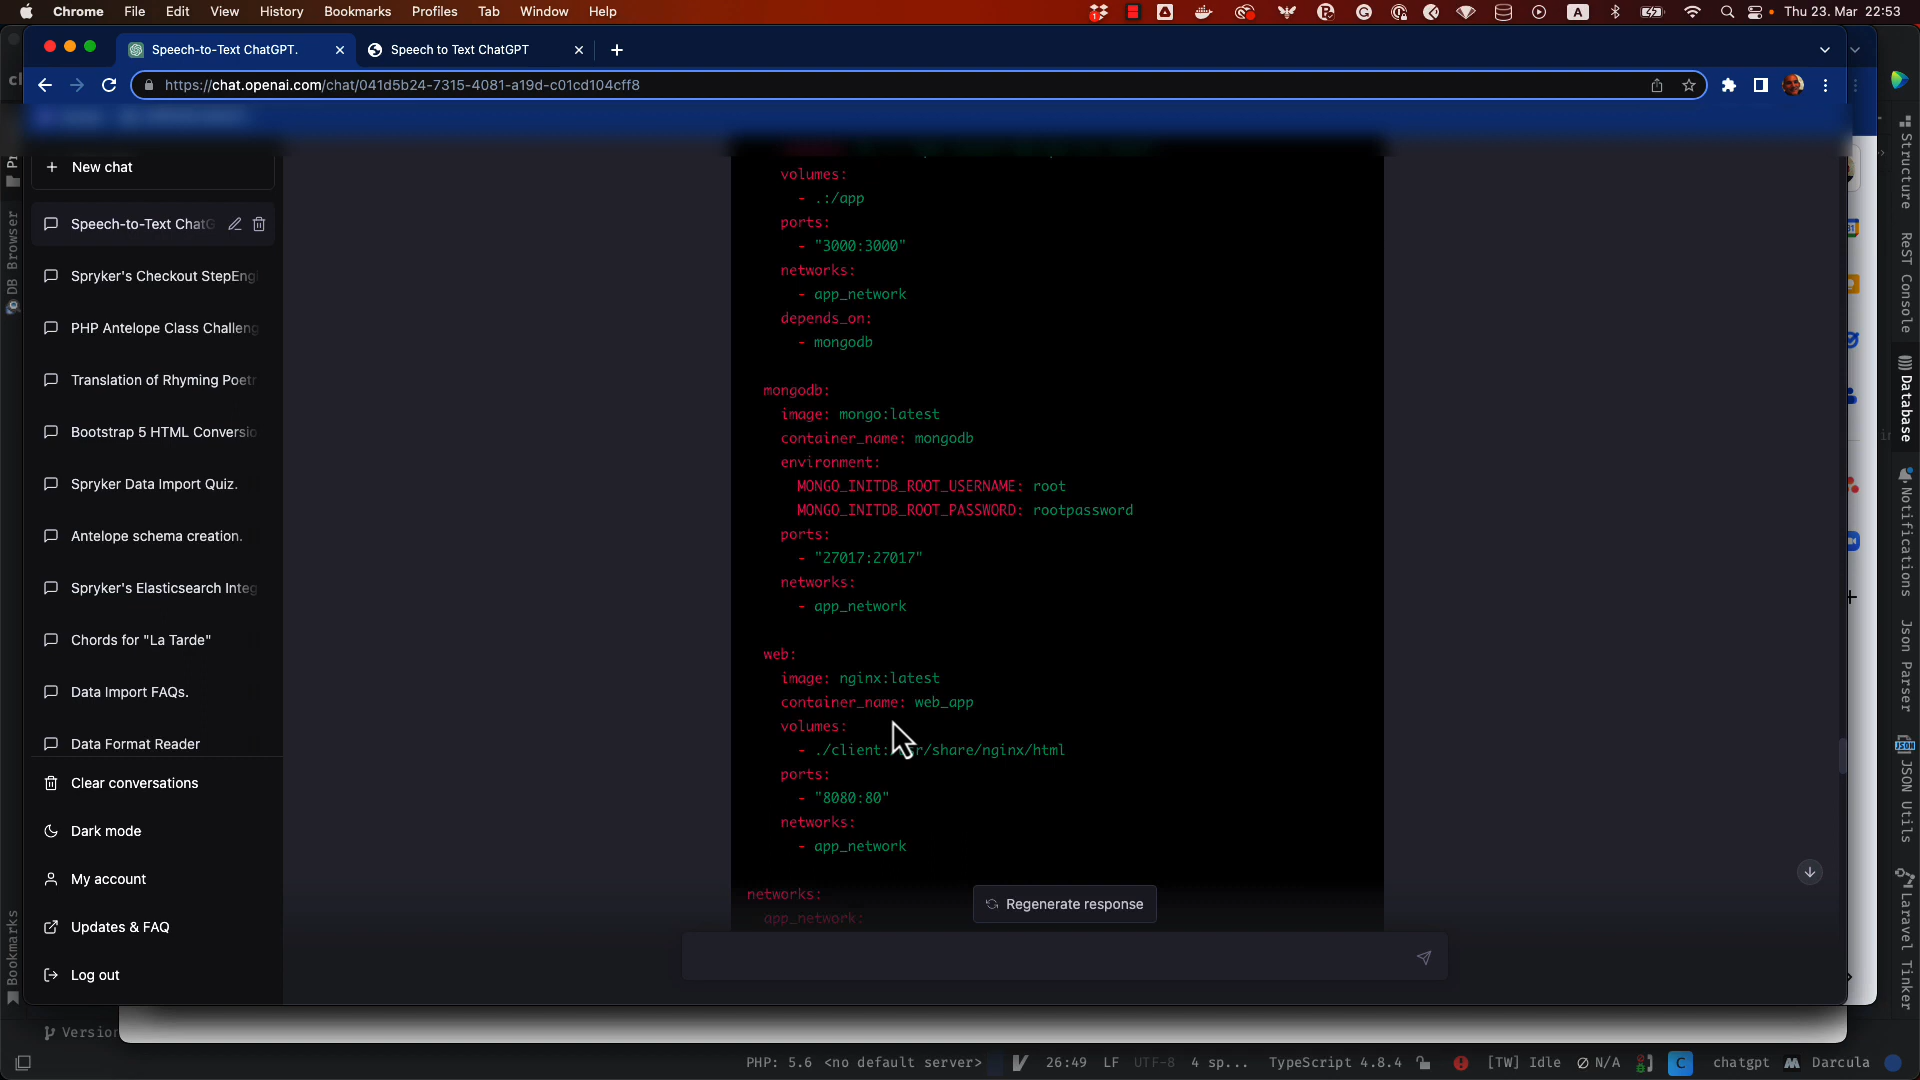 Chrome File Edit View History Bookmarks Profiles Tab Window Help
Thu 23. Mar 22:53
Speech-to-Text ChatGPT.
Speech to Text ChatGPT
https://chat.openai.com/chat/041d5b24-7315-4081-a19d-c01cd104cff8
New chat
Speech-to-Text ChatG
Spryker's Checkout StepEngi
PHP Antelope Class Challeng
Translation of Rhyming Poetr
Bootstrap 5 HTML Conversio
Spryker Data Import Quiz.
Antelope schema creation.
Spryker's Elasticsearch Integ
Chords for "La Tarde"
Data Import FAQs.
Data Format Reader
Clear conversations
Dark mode
My account
Updates & FAQ
Log out
volumes:
- .:/app
ports:
- "3000:3000"
networks:
- app_network
depends_on:
- mongodb
mongodb:
image: mongo:latest
container_name: mongodb
environment:
MONGO_INITDB_ROOT_USERNAME: root
MONGO_INITDB_ROOT_PASSWORD: rootpassword
ports:
- "27017:27017"
networks:
- app_network
web:
image: nginx:latest
container_name: web_app
volumes:
- ./client: r/share/nginx/html
ports:
- "8080:80"
networks:
- app_network
networks:
app_network:
Regenerate response
DB Browser
Bookmarks
Structure
ReST Console
Database
Notifications
Json Parser
JSON Utils
Laravel Tinker
Version
PHP: 5.6 <no default server> 26:49 LF UTF-8 4 sp... TypeScript 4.8.4 [TW] Idle Ø N/A C chatgpt Darcula